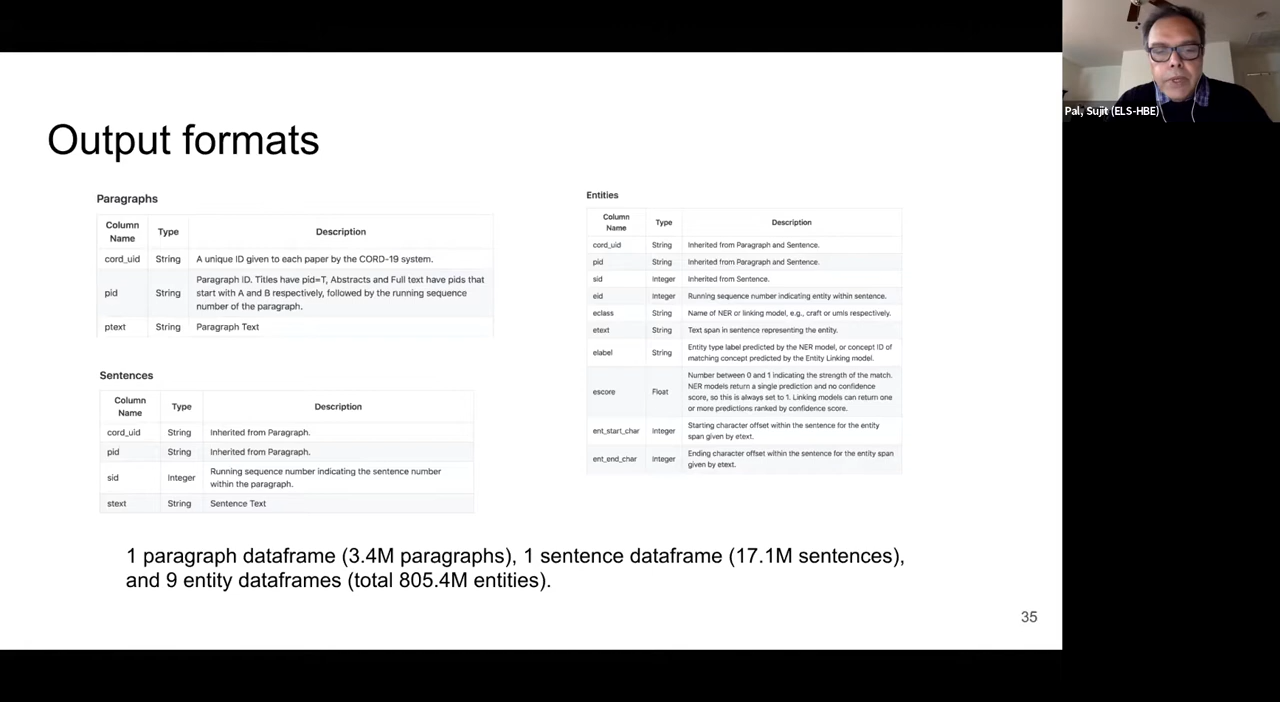 Output formats
Paragraphs
Column
Name
Type
Description
cord_uid
String
A unique ID given to each paper by the CORD-19 system.
pid
String
Paragraph ID. Titles have pid=T, Abstracts and Full text have pids that
start with A and B respectively, followed by the running sequence
number of the paragraph.
ptext
String
Paragraph Text
Sentences
Column
Name
Type
Description
cord_uid
String
Inherited from Paragraph.
pid
String
Inherited from Paragraph.
sid
Integer
Running sequence number indicating the sentence number
within the paragraph.
stext
String
Sentence Text
Entities
Column
Name
Type
Description
cord_uid
String
Inherited from Paragraph and Sentence.
pid
String
Inherited from Paragraph and Sentence.
sid
Integer
Inherited from Sentence.
eid
Integer
Running sequence number indicating entity within sentence.
eclass
String
Name of NER or linking model, e.g., craft or umls respectively.
etext
String
Text span in sentence representing the entity.
elabel
String
Entity type label predicted by the NER model, or concept ID of
matching concept predicted by the Entity Linking model.
escore
Float
Number between 0 and 1 indicating the strength of the match.
NER models return a single prediction and no confidence
score, so this is always set to 1. Linking models can return one
or more predictions ranked by confidence score.
ent_start_char
Integer
Starting character offset within the sentence for the entity
span given by etext.
ent_end_char
Integer
Ending character offset within the sentence for the entity span
given by etext.
1 paragraph dataframe (3.4M paragraphs), 1 sentence dataframe (17.1M sentences),
and 9 entity dataframes (total 805.4M entities).
35
Pal, Sujit (ELS-HBE)